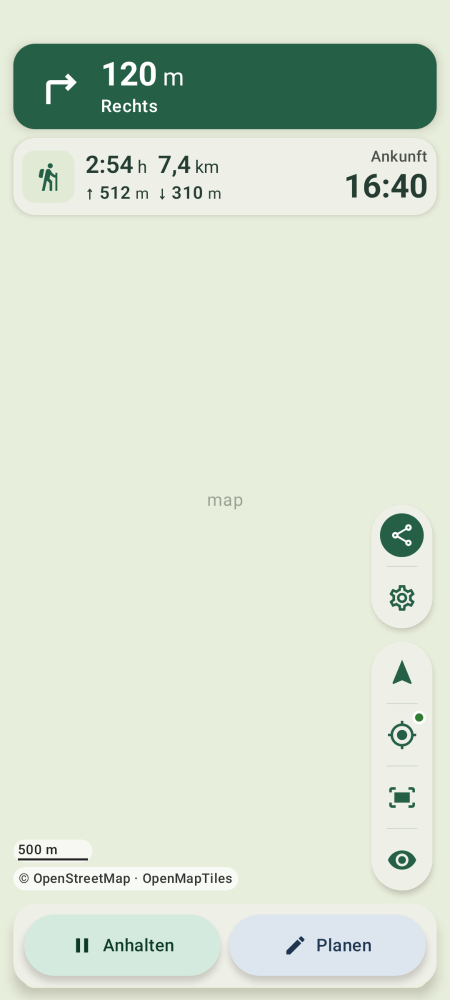 120 m
Rechts
2:54 h 7,4 km
↑ 512 m ↓ 310 m
Ankunft
16:40
map
500 m
© OpenStreetMap · OpenMapTiles
Anhalten
Planen